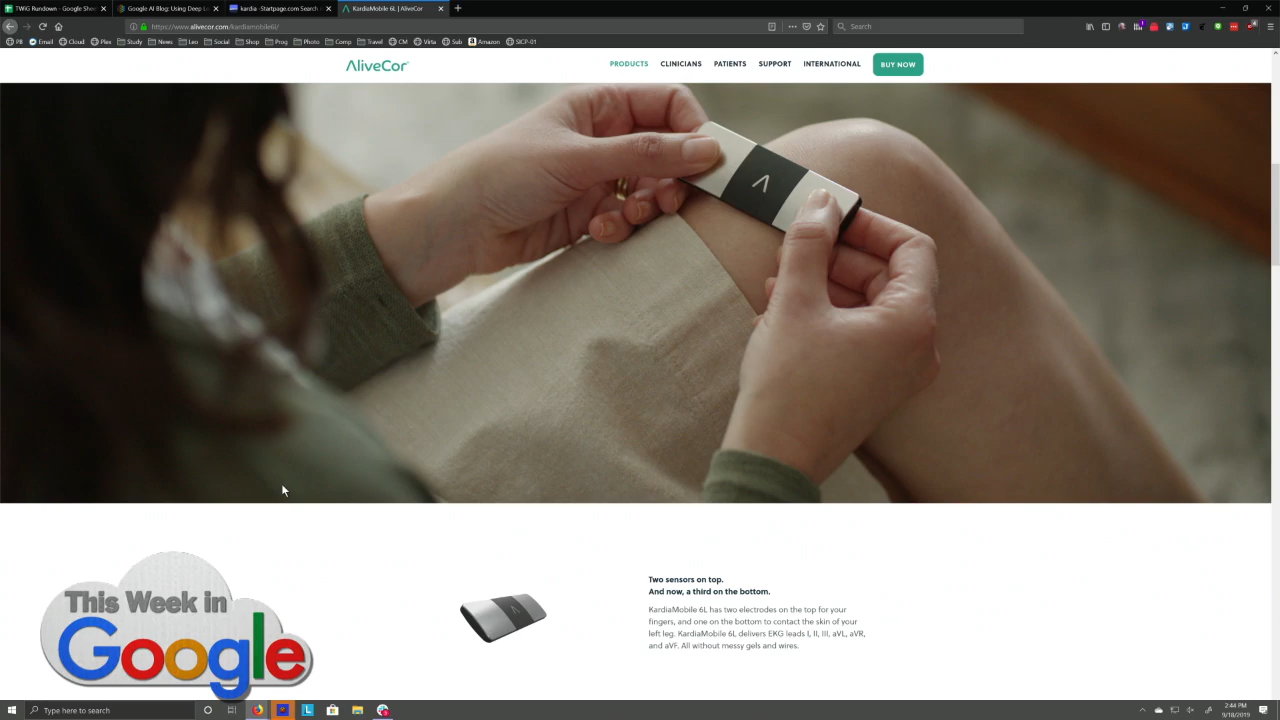 TWiG Rundown - Google Shee
Google AI Blog: Using Deep Le
kardia -Startpage.com Search
KardiaMobile 6L | AliveCor
https://www.alivecor.com/kardiamobile6l/
Search
PB
Email
Cloud
Plex
Study
News
Leo
Social
Shop
Prog
Photo
Comp
Travel
CM
Virta
Sub
Amazon
SICP-01
AliveCor
PRODUCTS
CLINICIANS
PATIENTS
SUPPORT
INTERNATIONAL
BUY NOW
Two sensors on top.
And now, a third on the bottom.
KardiaMobile 6L has two electrodes on the top for your
fingers, and one on the bottom to contact the skin of your
left leg. KardiaMobile 6L delivers EKG leads I, II, III, aVL, aVR,
and aVF. All without messy gels and wires.
This Week in
Google
Type here to search
2:44 PM
9/18/2019